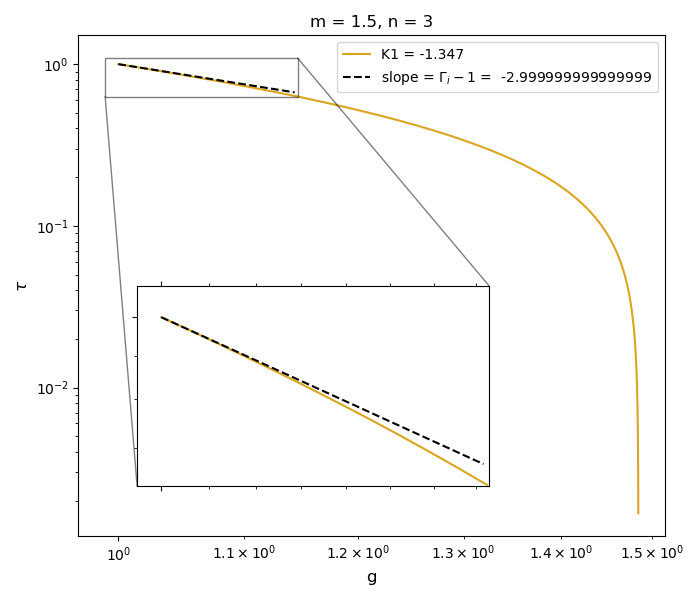 m = 1.5, n = 3
K1 = -1.347
slope = Γᵢ − 1 = -2.999999999999999
10⁰
10⁻¹
10⁻²
τ
10⁰
1.1 × 10⁰
1.2 × 10⁰
1.3 × 10⁰
1.4 × 10⁰
1.5 × 10⁰
g